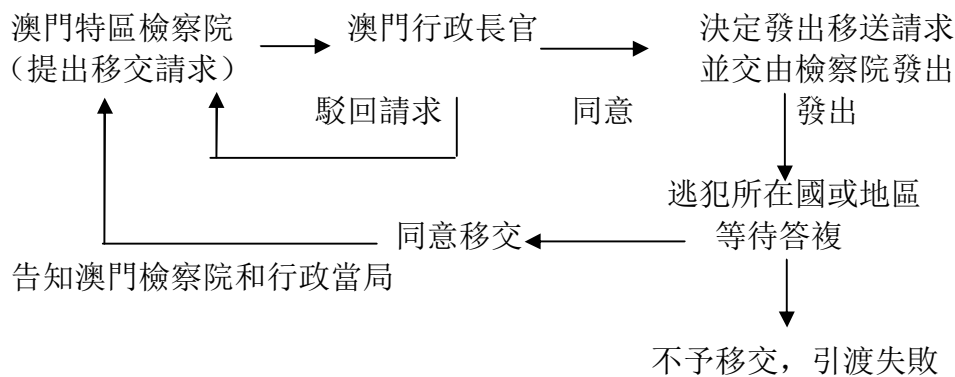 澳門特區檢察院
（提出移交請求）
澳門行政長官
決定發出移送請求
並交由檢察院發出
駁回請求
同意
發出
逃犯所在國或地區
等待答複
同意移交
告知澳門檢察院和行政當局
不予移交，引渡失敗